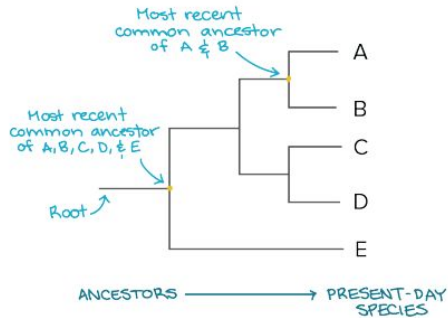 Most recent
common ancestor
of A & B
A
B
Most recent
common ancestor
of A, B, C, D, & E
C
D
Root
E
ANCESTORS
PRESENT-DAY
SPECIES